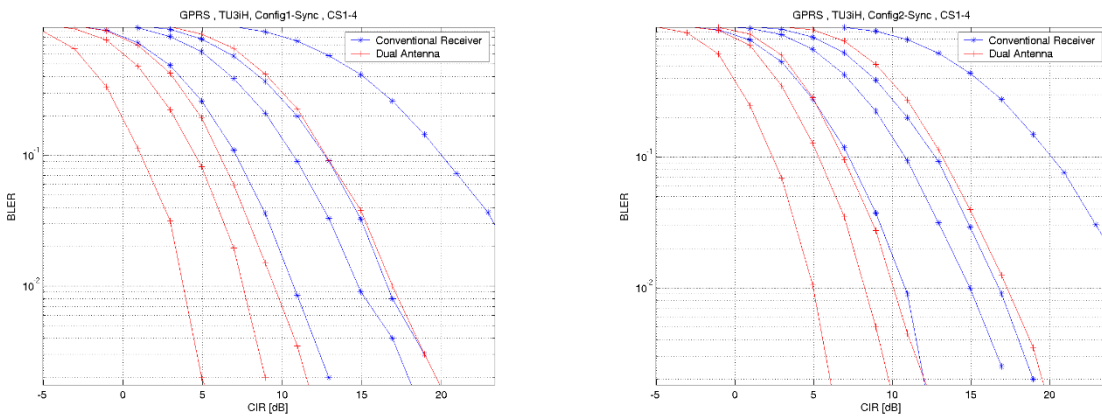 GPRS , TU3iH, Config1-Sync , CS1-4
Conventional Receiver
Dual Antenna
10^-1
10^-2
BLER
-5 0 5 10 15 20
CIR [dB]
GPRS , TU3iH, Config2-Sync , CS1-4
Conventional Receiver
Dual Antenna
10^-1
10^-2
BLER
-5 0 5 10 15 20
CIR [dB]